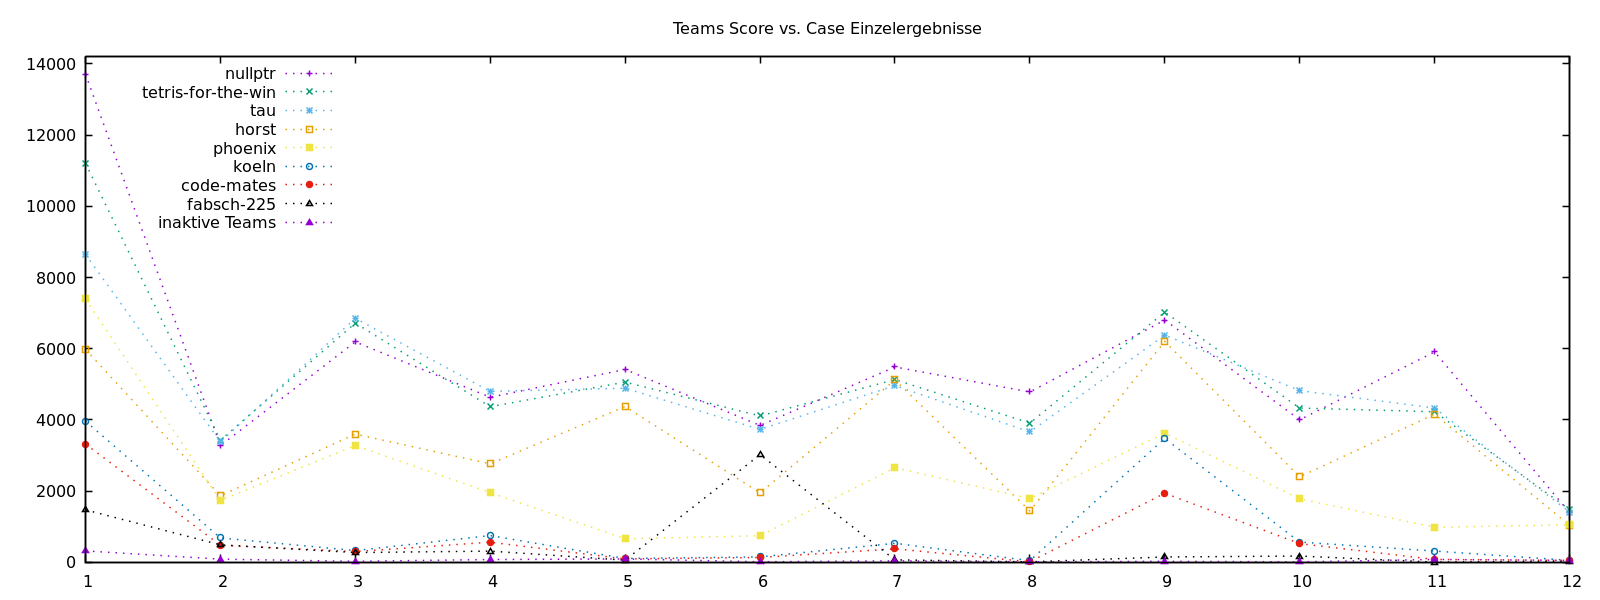 Teams Score vs. Case Einzelergebnisse
14000
12000
10000
8000
6000
4000
2000
0
nullptr
tetris-for-the-win
tau
horst
phoenix
koeln
code-mates
fabsch-225
inaktive Teams
1 2 3 4 5 6 7 8 9 10 11 12